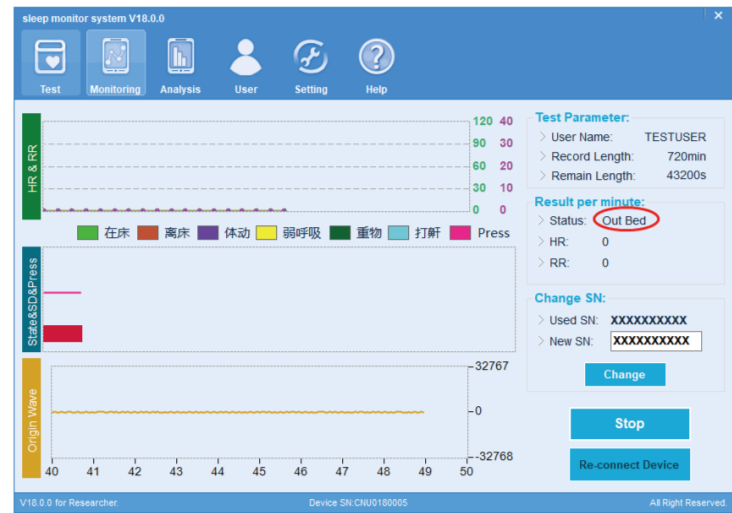 sleep monitor system V18.0.0
×
Test Monitoring Analysis User Setting Help
HR & RR
120 40
90 30
60 20
30 10
0 0
在床 离床 体动 弱呼吸 重物 打鼾 Press
State&SD&Press
Origin Wave
32767
0
-32768
40 41 42 43 44 45 46 47 48 49 50
Test Parameter:
> User Name: TESTUSER
> Record Length: 720min
> Remain Length: 43200s
Result per minute:
> Status: Out Bed
> HR: 0
> RR: 0
Change SN:
> Used SN: XXXXXXXXXX
> New SN: XXXXXXXXXX
Change
Stop
Re-connect Device
V18.0.0 for Researcher. Device SN:CNU0180005 All Right Reserved.